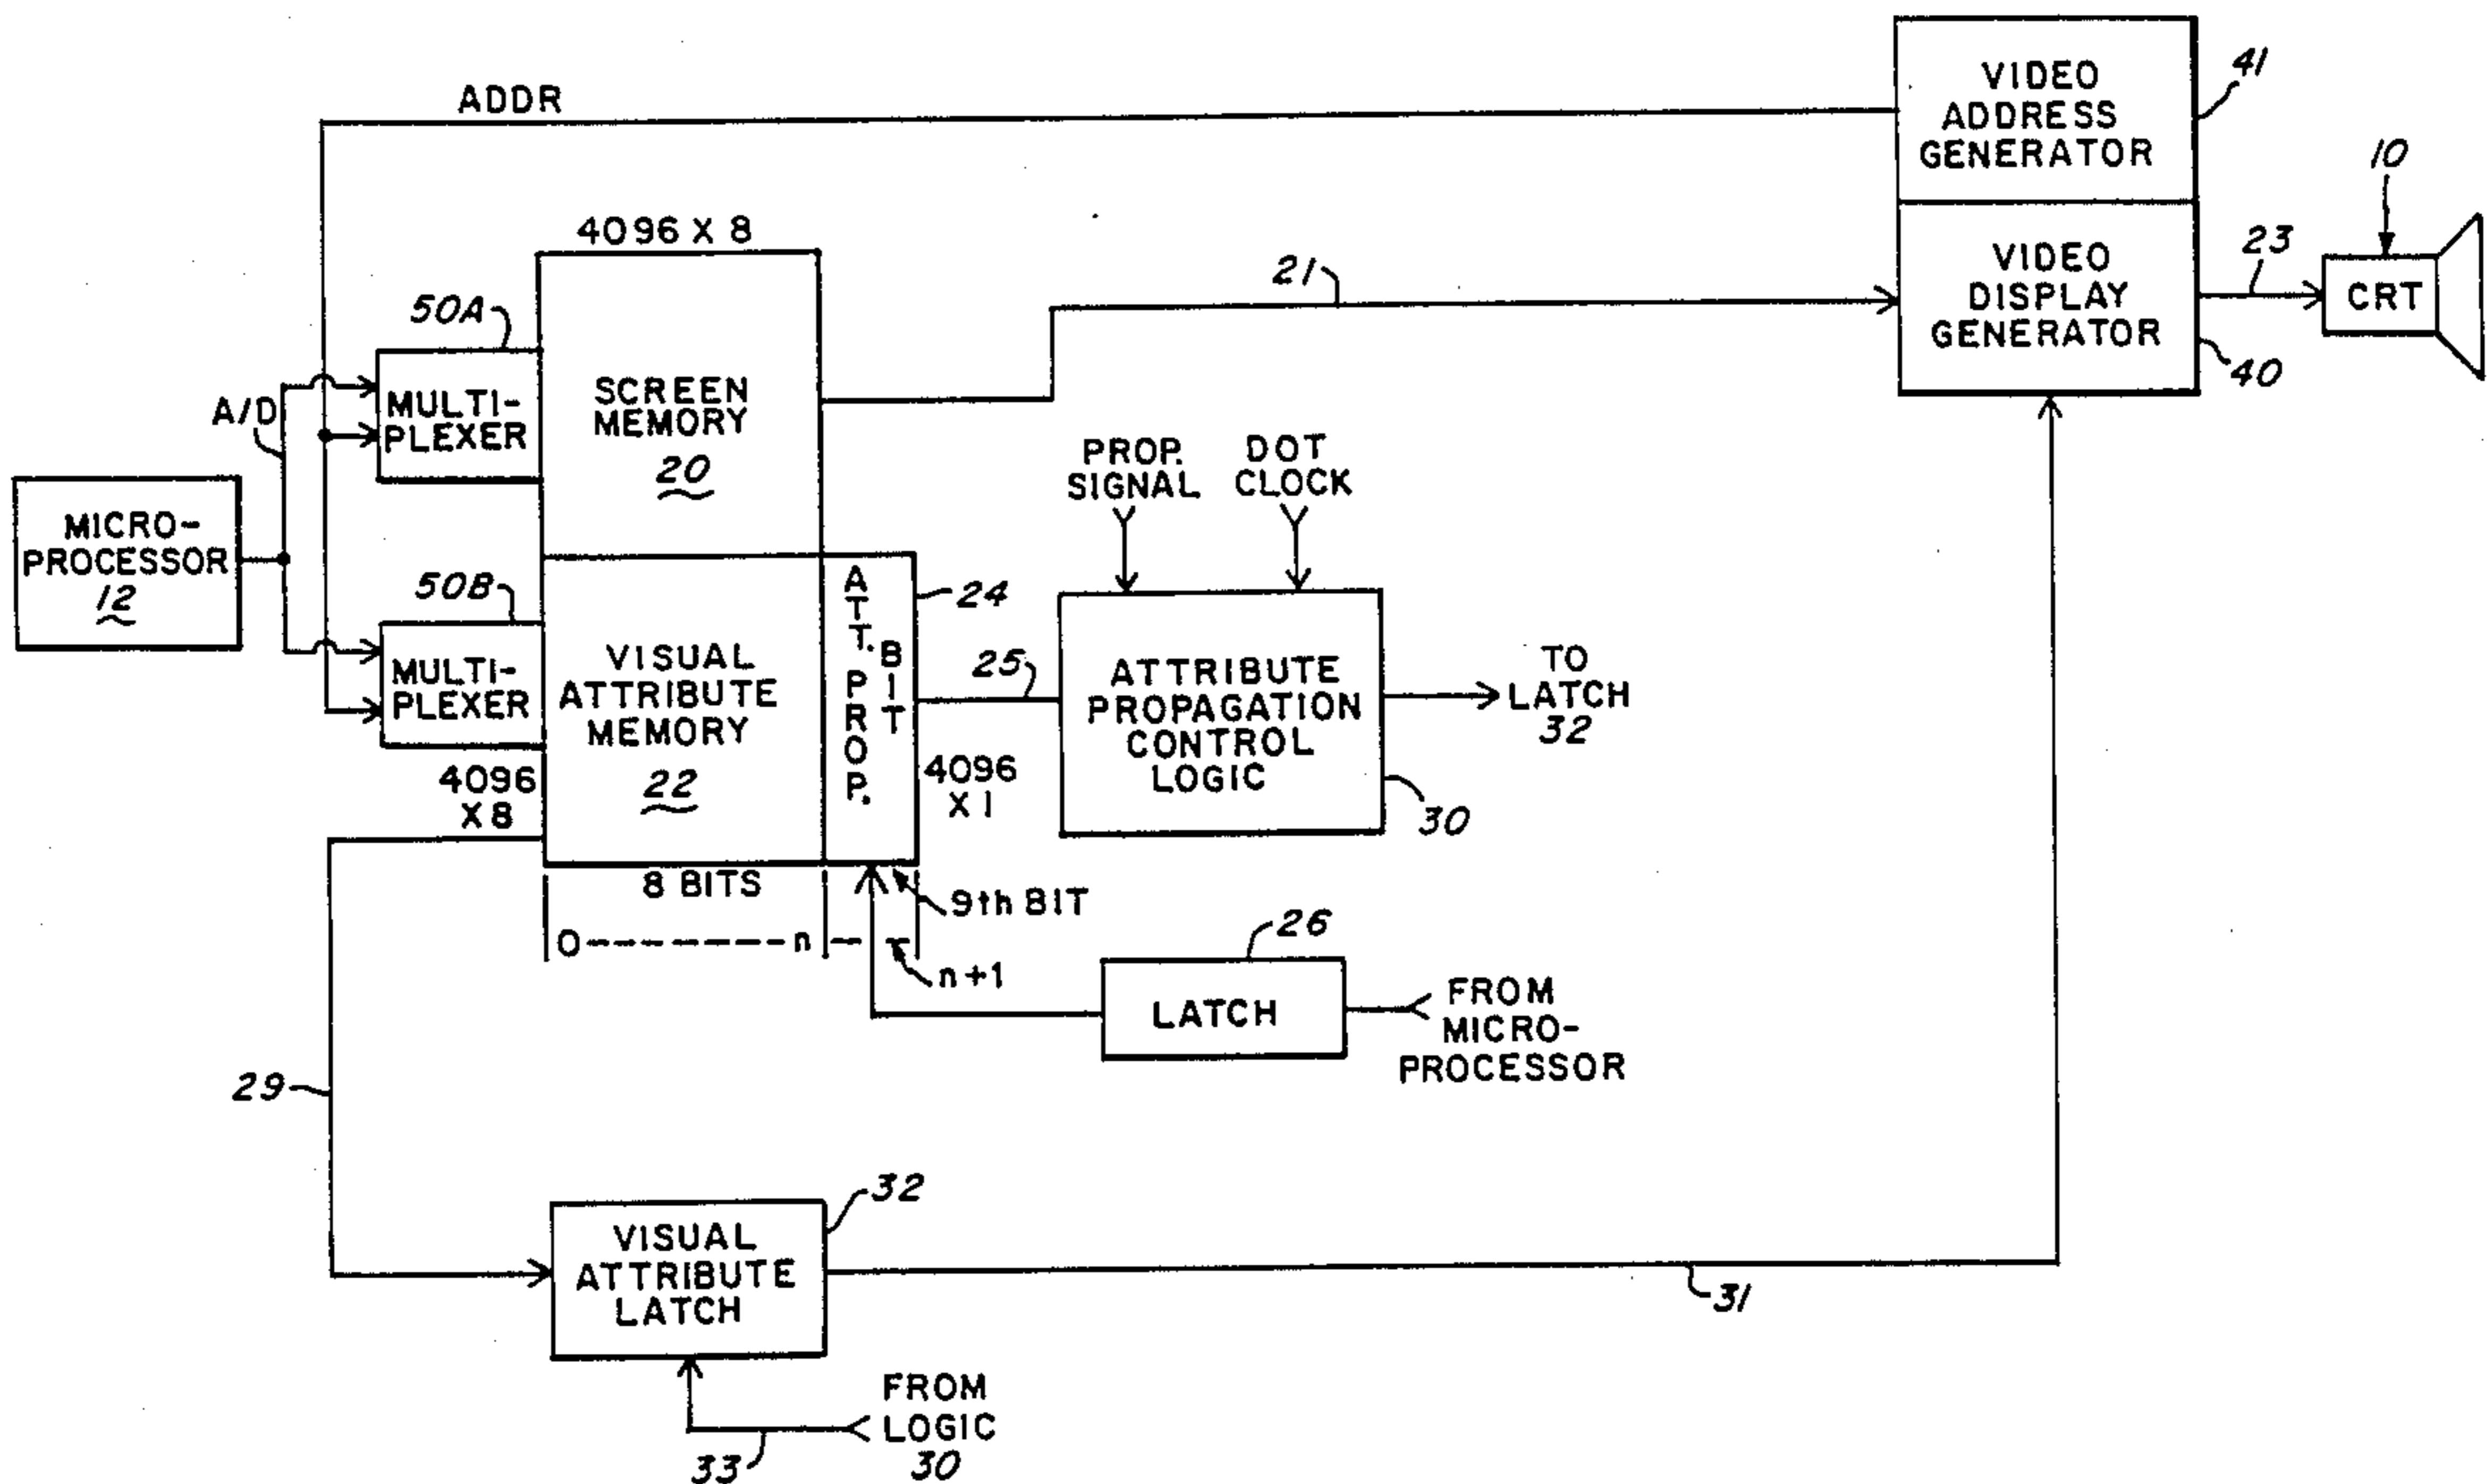 VIDEO
ADDRESS
GENERATOR
41
ADDR
10
4096 X 8
21
VIDEO
DISPLAY
GENERATOR
23
CRT
40
50A
A/D
MULTI-
PLEXER
SCREEN
MEMORY
20
PROP.
SIGNAL
DOT
CLOCK
MICRO-
PROCESSOR
12
50B
MULTI-
PLEXER
VISUAL
ATTRIBUTE
MEMORY
22
ATT. PROP.
BIT
24
25
ATTRIBUTE
PROPAGATION
CONTROL
LOGIC
30
TO
LATCH
32
4096
X 8
4096
X 1
8 BITS
9th BIT
0----------n
n+1
26
LATCH
FROM
MICRO-
PROCESSOR
29
32
VISUAL
ATTRIBUTE
LATCH
31
FROM
LOGIC
30
33